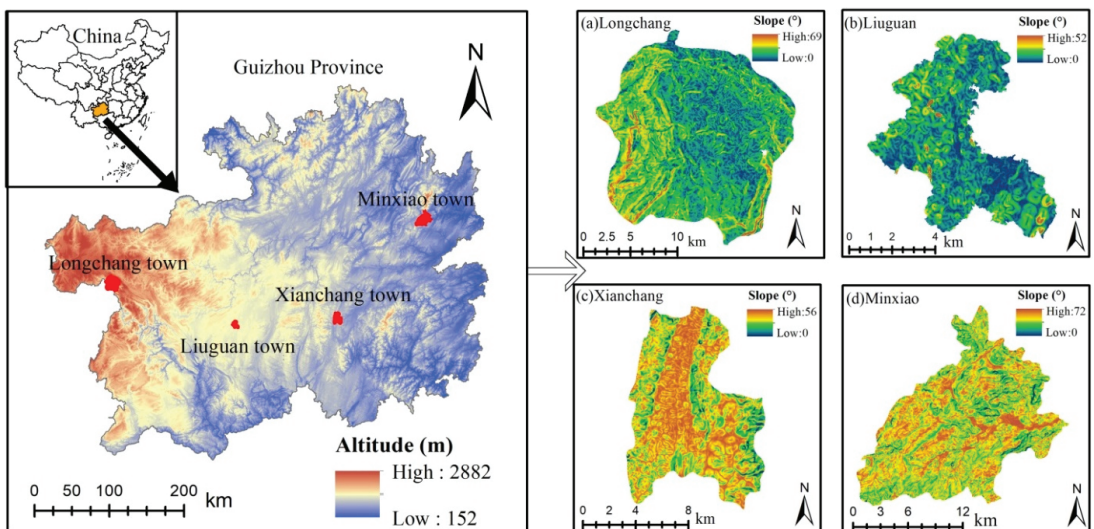 China
Guizhou Province
N
Minxiao town
Longchang town
Xianchang town
Liuguan town
Altitude (m)
High : 2882
Low : 152
0 50 100 200 km
(a)Longchang
Slope (°)
High:69
Low:0
N
0 2.5 5 10 km
(b)Liuguan
Slope (°)
High:52
Low:0
N
0 1 2 4 km
(c)Xianchang
Slope (°)
High:56
Low:0
N
0 2 4 8 km
(d)Minxiao
Slope (°)
High:72
Low:0
N
0 3 6 12 km